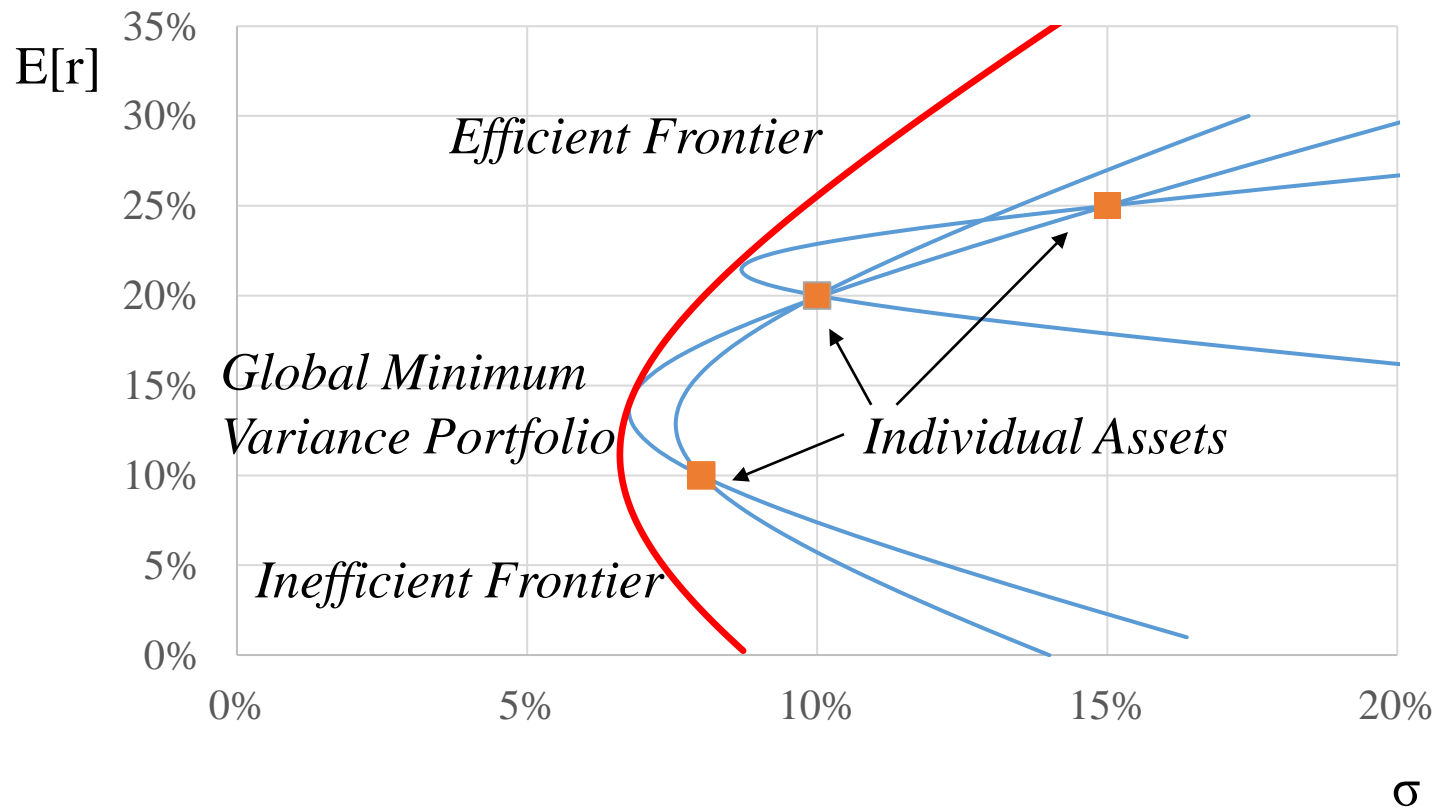 35%
E[r]
30%
Efficient Frontier
25%
20%
Global Minimum
15%
Variance Portfolio
Individual Assets
10%
5%
Inefficient Frontier
0%
0% 5% 10% 15% 20%
σ